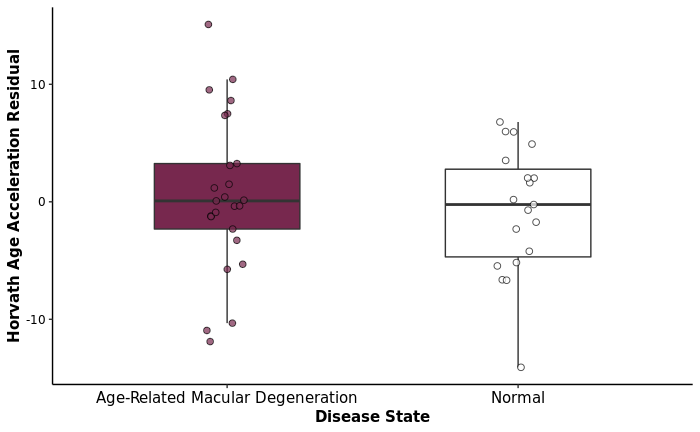 Horvath Age Acceleration Residual
10
0
-10
Age-Related Macular Degeneration
Normal
Disease State